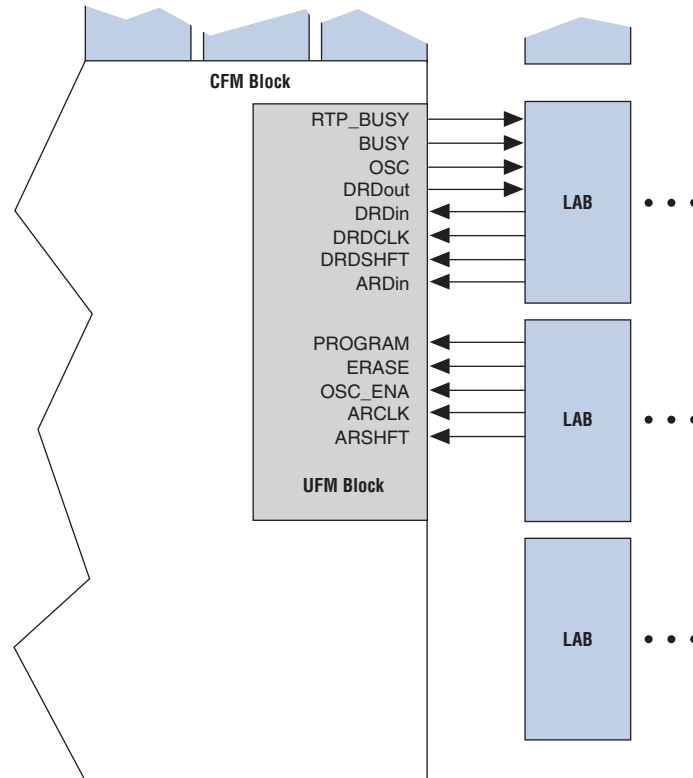 CFM Block
RTP_BUSY
BUSY
OSC
DRDout
DRDin
DRDCLK
DRDSHFT
ARDin
LAB
PROGRAM
ERASE
OSC_ENA
ARCLK
ARSHFT
LAB
UFM Block
LAB